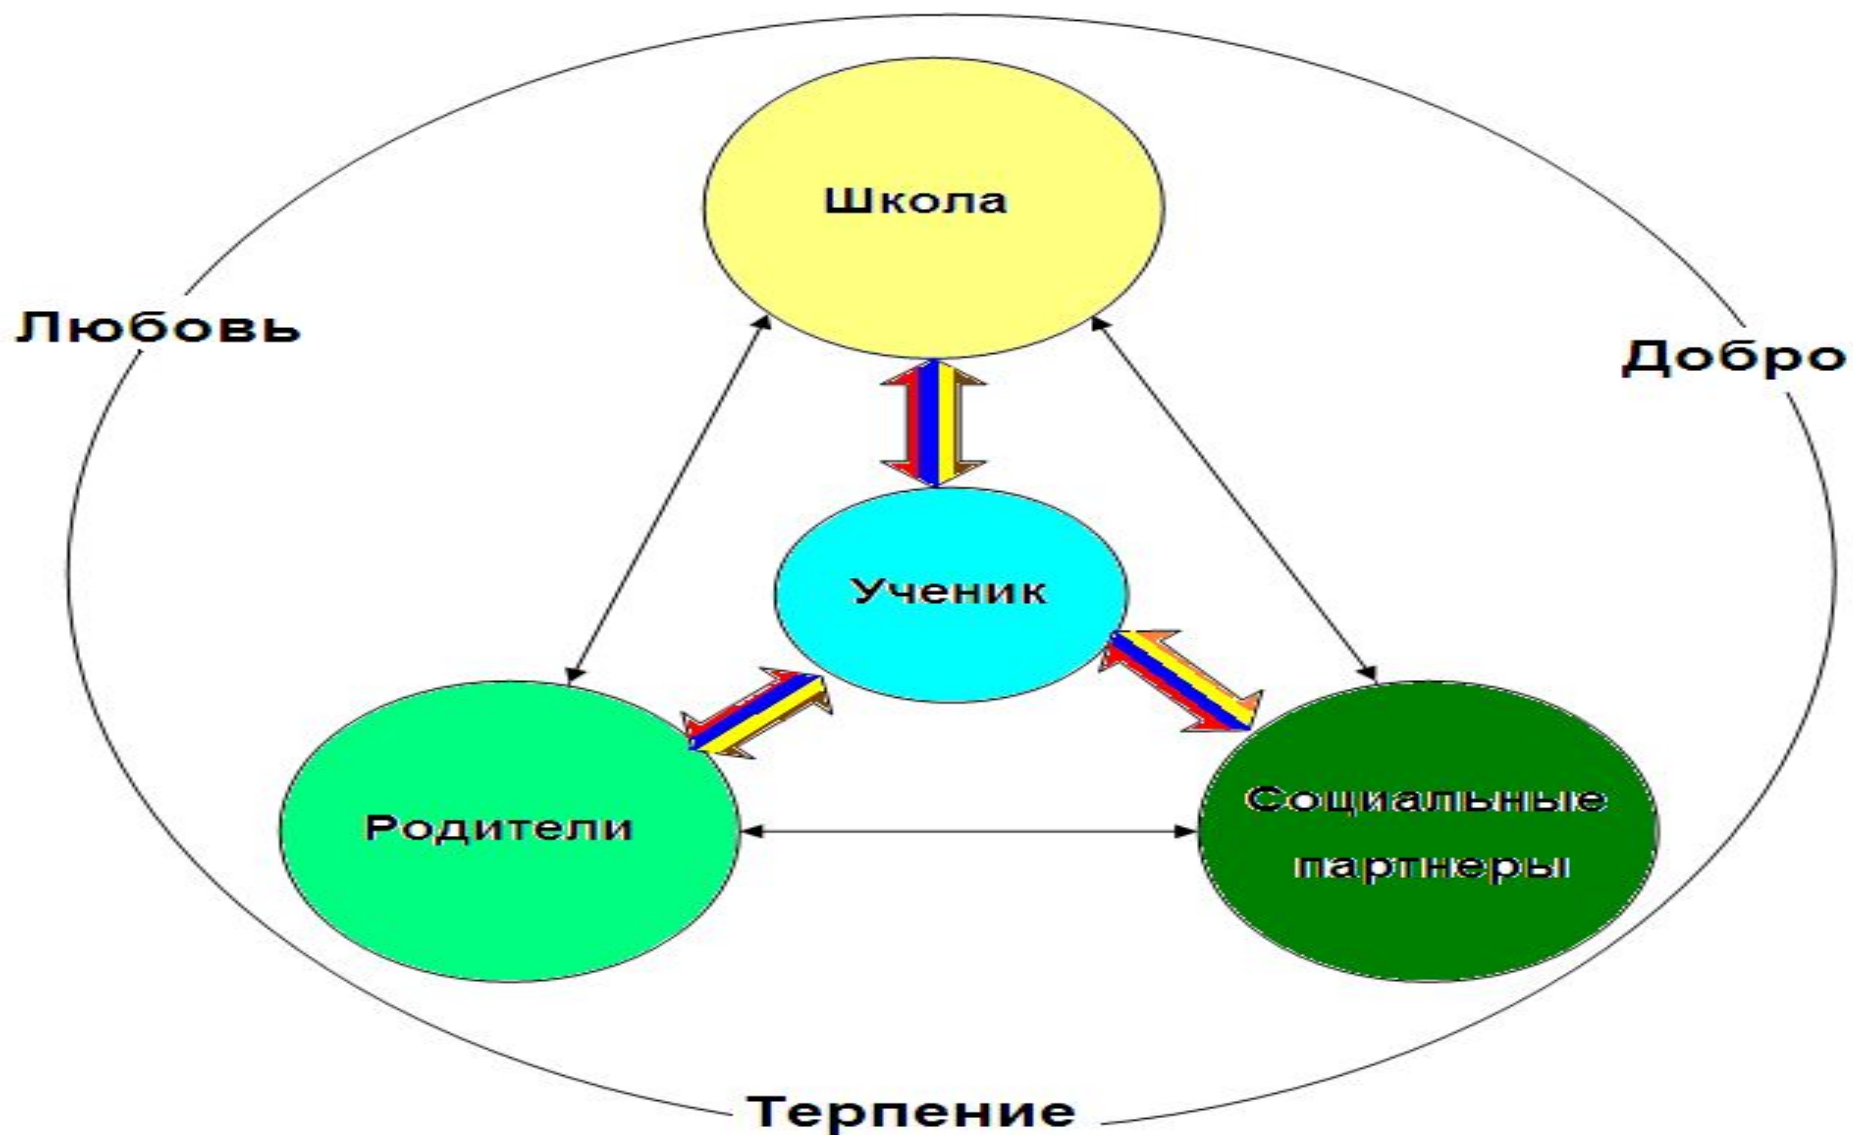 Школа
Любовь
Добро
Ученик
Родители
Социальные
партнеры
Терпение